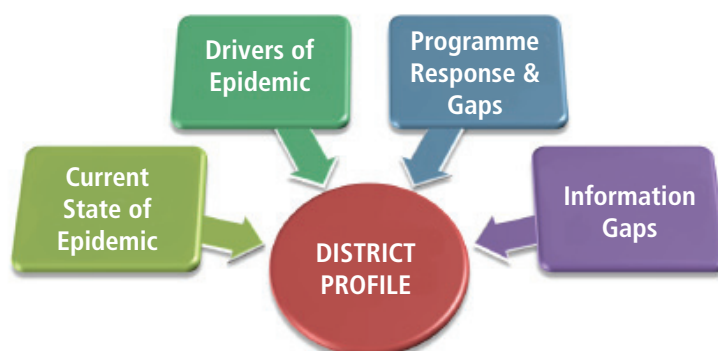 Drivers of
Epidemic
Programme
Response &
Gaps
Current
State of
Epidemic
Information
Gaps
DISTRICT
PROFILE